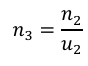 n₃ = n₂/u₂